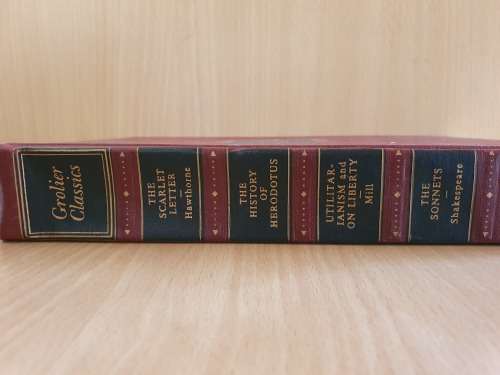 Grolier
Classics
THE
SCARLET
LETTER
Hawthorne
THE
HISTORY
OF
HERODOTUS
UTILITAR-
IANISM and
ON LIBERTY
Mill
THE
SONNETS
Shakespeare